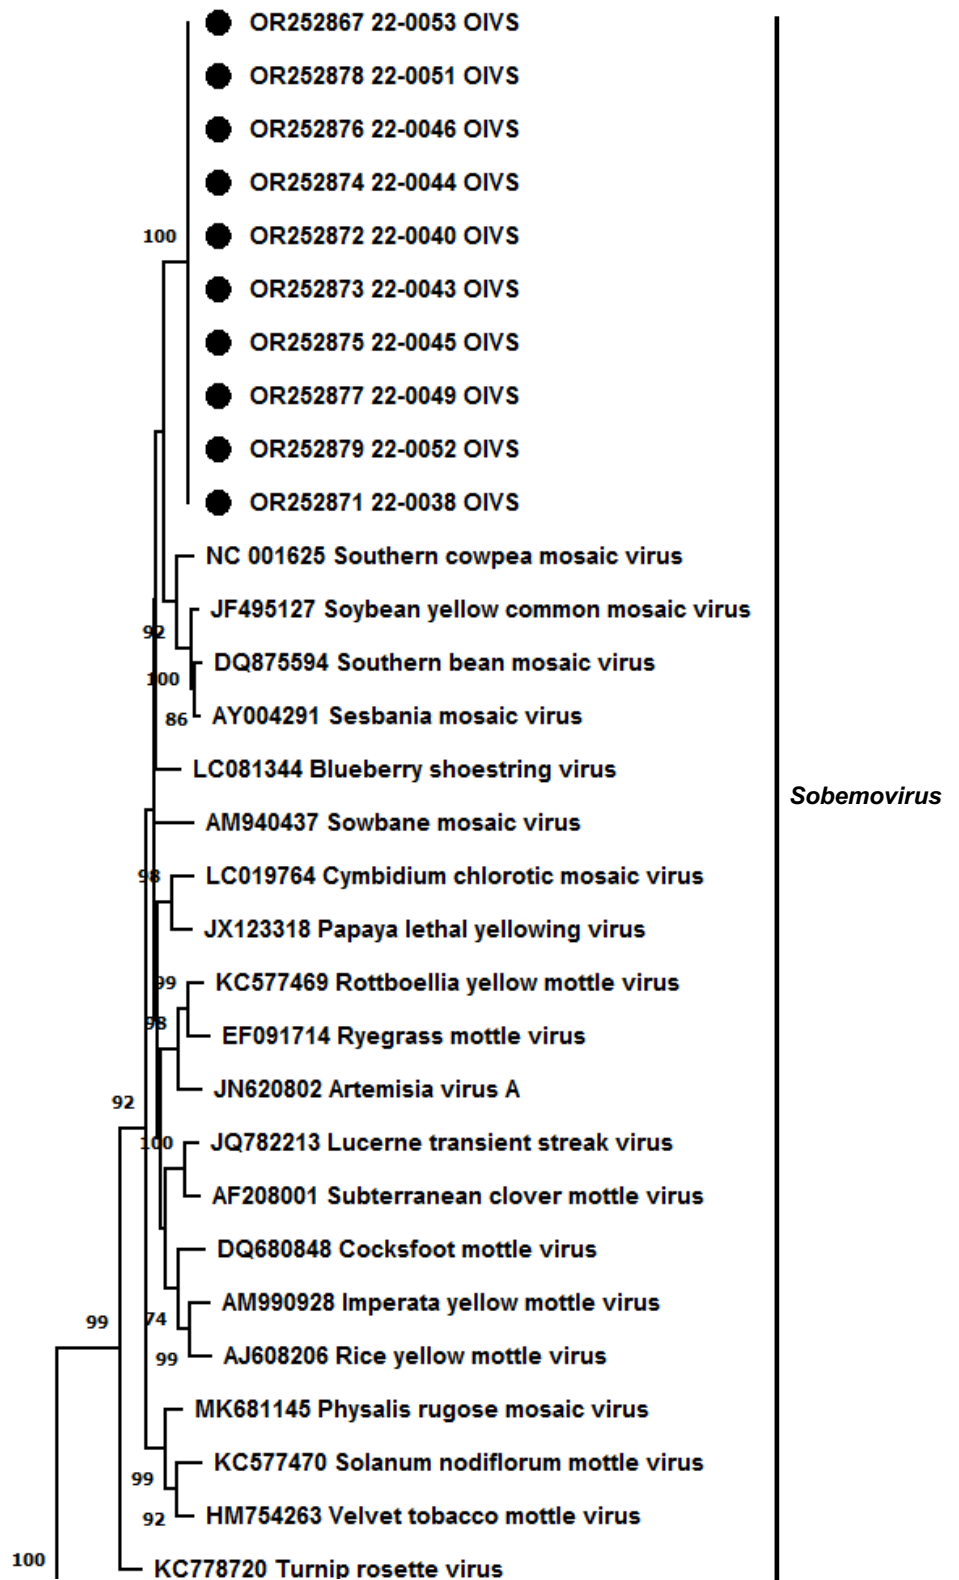 OR252867 22-0053 OIVS
OR252878 22-0051 OIVS
OR252876 22-0046 OIVS
OR252874 22-0044 OIVS
100
OR252872 22-0040 OIVS
OR252873 22-0043 OIVS
OR252875 22-0045 OIVS
OR252877 22-0049 OIVS
OR252879 22-0052 OIVS
OR252871 22-0038 OIVS
NC 001625 Southern cowpea mosaic virus
JF495127 Soybean yellow common mosaic virus
92
DQ875594 Southern bean mosaic virus
100
AY004291 Sesbania mosaic virus
86
LC081344 Blueberry shoestring virus
Sobemovirus
AM940437 Sowbane mosaic virus
98
LC019764 Cymbidium chlorotic mosaic virus
JX123318 Papaya lethal yellowing virus
99
KC577469 Rottboellia yellow mottle virus
98
EF091714 Ryegrass mottle virus
JN620802 Artemisia virus A
92
100
JQ782213 Lucerne transient streak virus
AF208001 Subterranean clover mottle virus
DQ680848 Cocksfoot mottle virus
AM990928 Imperata yellow mottle virus
74
99
AJ608206 Rice yellow mottle virus
99
MK681145 Physalis rugose mosaic virus
KC577470 Solanum nodiflorum mottle virus
99
HM754263 Velvet tobacco mottle virus
92
100
KC778720 Turnip rosette virus